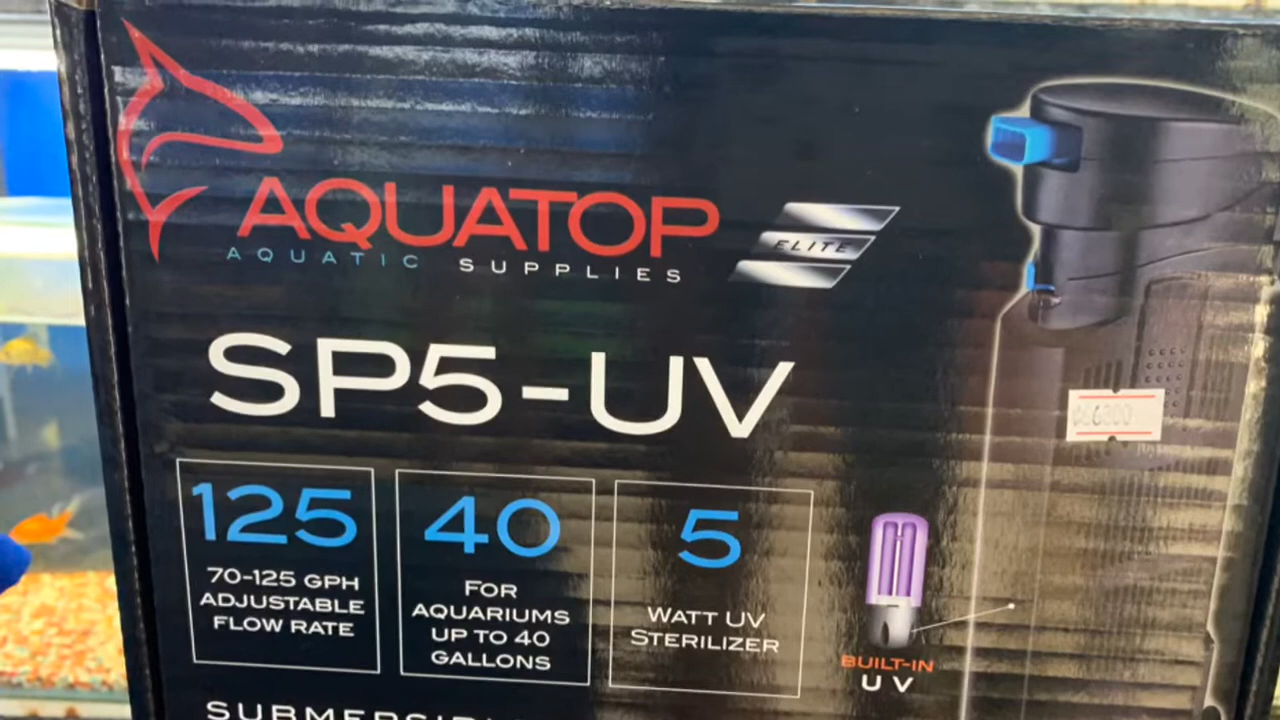 AQUATOP
AQUATIC SUPPLIES
ELITE
SP5-UV
125
70-125 GPH
ADJUSTABLE
FLOW RATE
40
FOR
AQUARIUMS
UP TO 40
GALLONS
5
WATT UV
STERILIZER
BUILT-IN
UV